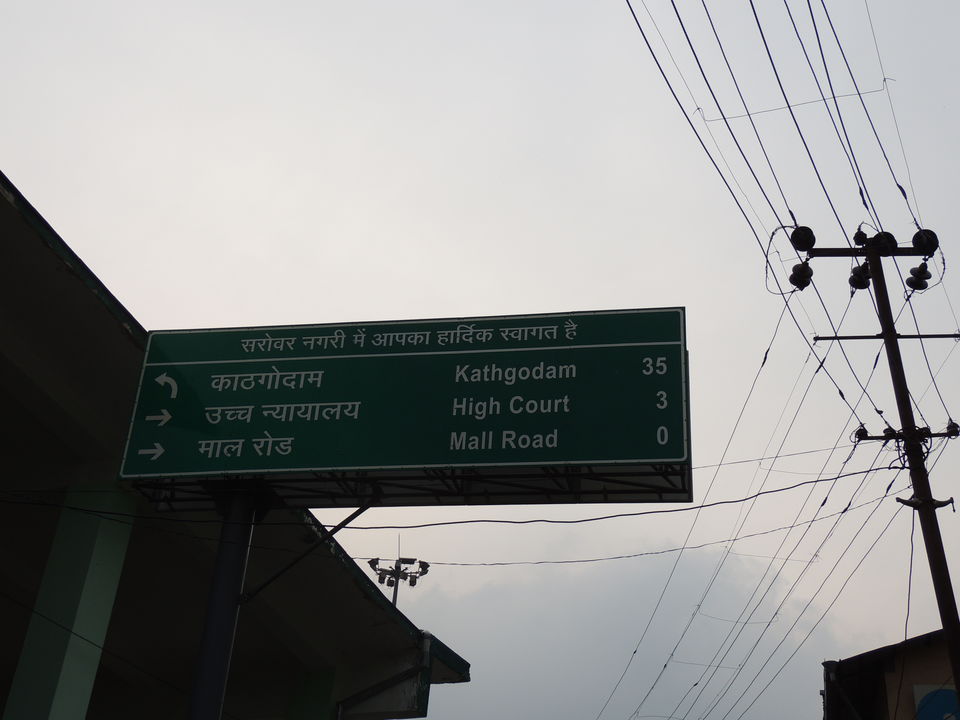 सरोवर नगरी में आपका हार्दिक स्वागत है
काठगोदाम Kathgodam 35
उच्च न्यायालय High Court 3
माल रोड Mall Road 0